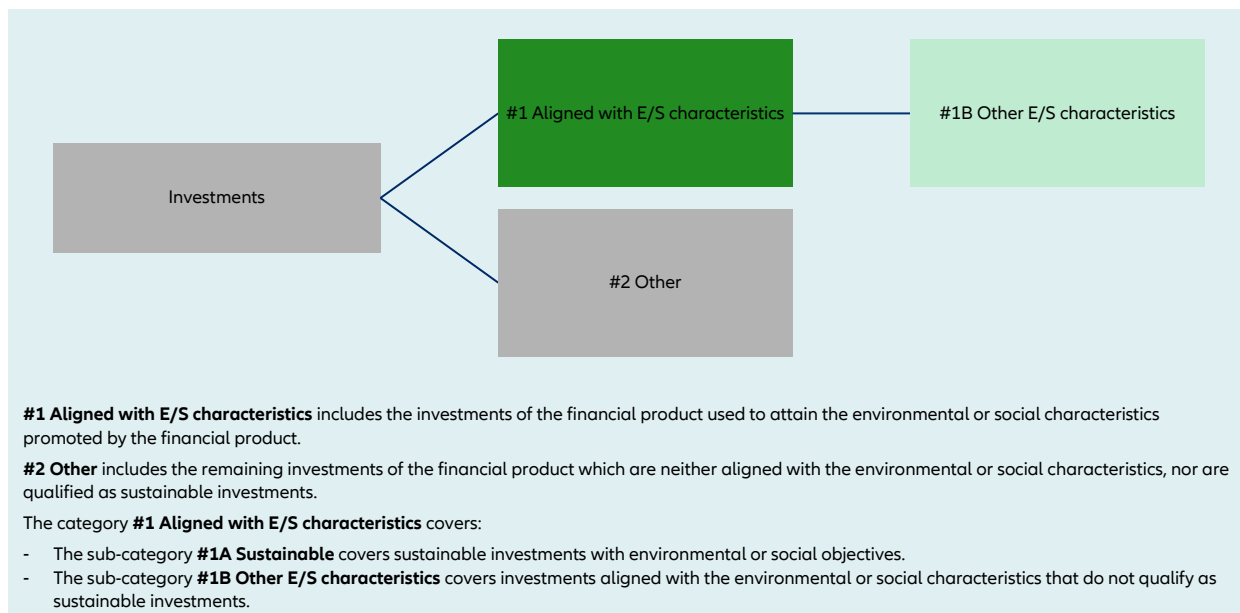 #1 Aligned with E/S characteristics
#1B Other E/S characteristics
Investments
#2 Other
#1 Aligned with E/S characteristics includes the investments of the financial product used to attain the environmental or social characteristics
promoted by the financial product.
#2 Other includes the remaining investments of the financial product which are neither aligned with the environmental or social characteristics, nor are
qualified as sustainable investments.
The category #1 Aligned with E/S characteristics covers:
- The sub-category #1A Sustainable covers sustainable investments with environmental or social objectives.
- The sub-category #1B Other E/S characteristics covers investments aligned with the environmental or social characteristics that do not qualify as
sustainable investments.